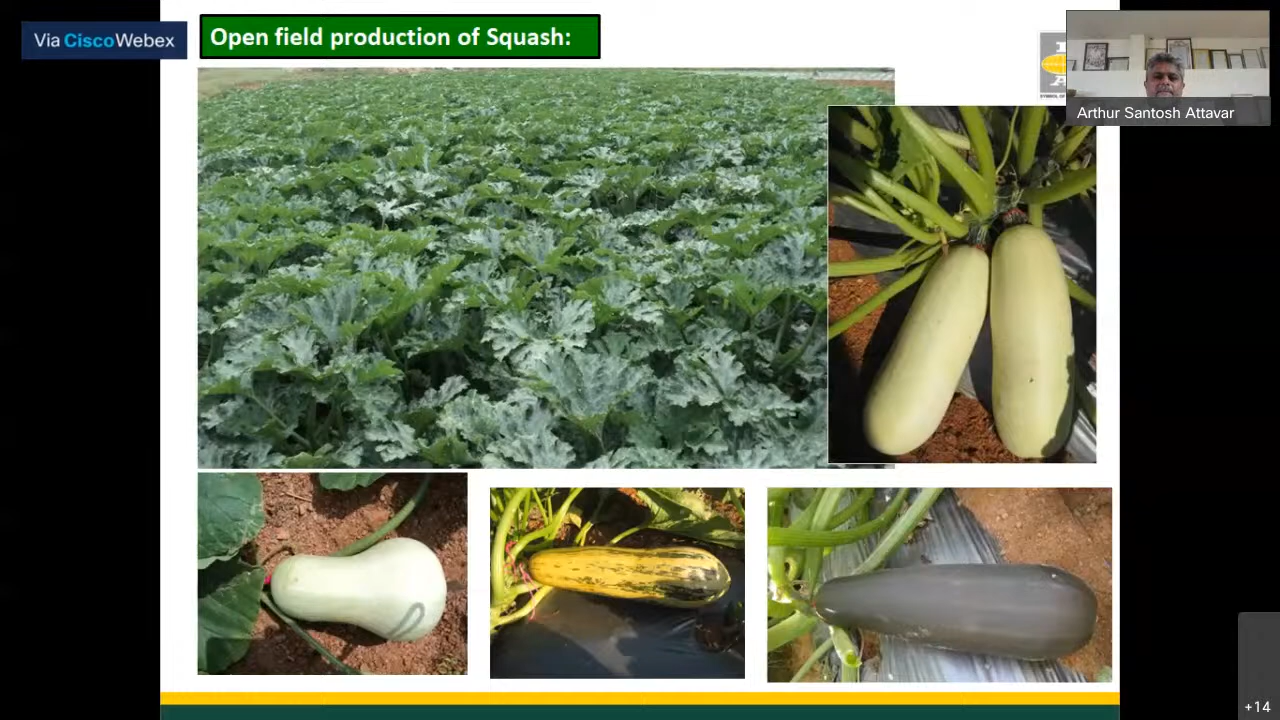 Via CiscoWebex
Open field production of Squash:
Arthur Santosh Attavar
+14